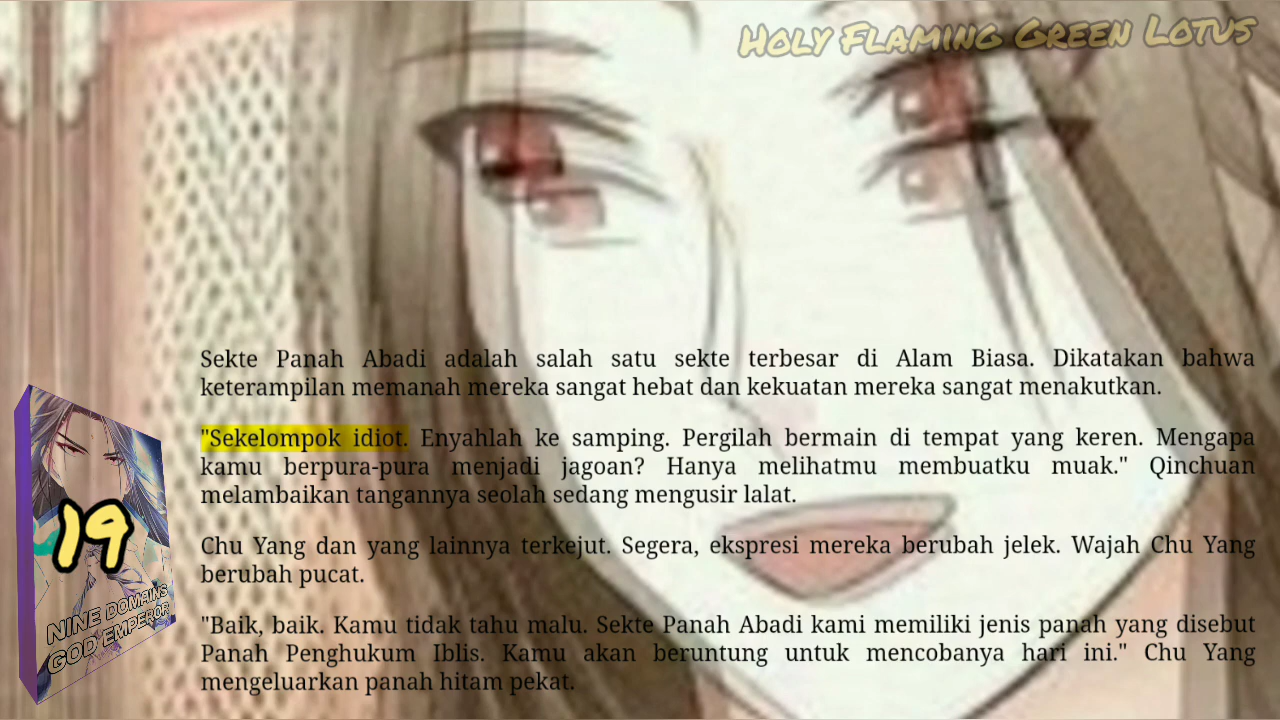 Holy Flaming Green Lotus
Sekte Panah Abadi adalah salah satu sekte terbesar di Alam Biasa. Dikatakan bahwa
keterampilan memanah mereka sangat hebat dan kekuatan mereka sangat menakutkan.
"Sekelompok idiot. Enyahlah ke samping. Pergilah bermain di tempat yang keren. Mengapa
kamu berpura-pura menjadi jagoan? Hanya melihatmu membuatku muak." Qinchuan
melambaikan tangannya seolah sedang mengusir lalat.
Chu Yang dan yang lainnya terkejut. Segera, ekspresi mereka berubah jelek. Wajah Chu Yang
berubah pucat.
"Baik, baik. Kamu tidak tahu malu. Sekte Panah Abadi kami memiliki jenis panah yang disebut
Panah Penghukum Iblis. Kamu akan beruntung untuk mencobanya hari ini." Chu Yang
mengeluarkan panah hitam pekat.
19
NINE DOMAINS
GOD EMPEROR